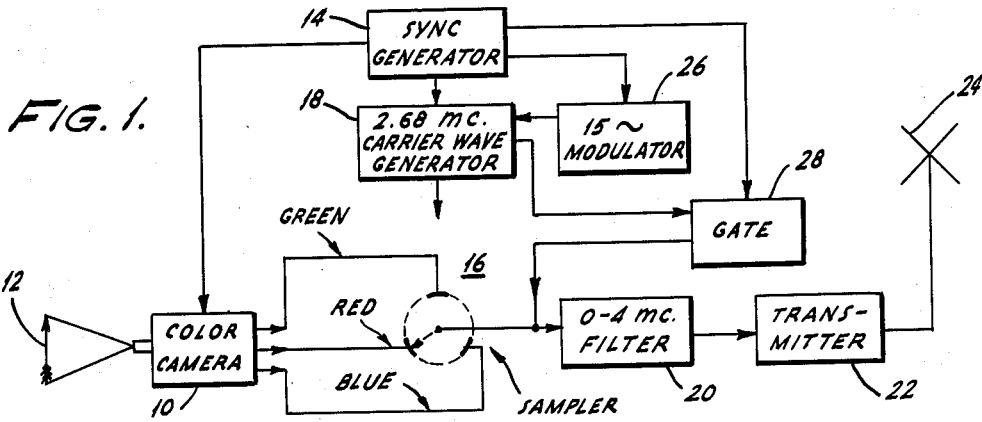 FIG. 1.
14
SYNC
GENERATOR
18
2.68 MC.
CARRIER WAVE
GENERATOR
26
15 ~
MODULATOR
24
28
GATE
GREEN
16
12
RED
COLOR
CAMERA
10
BLUE
SAMPLER
0-4 MC.
FILTER
20
TRANS-
MITTER
22